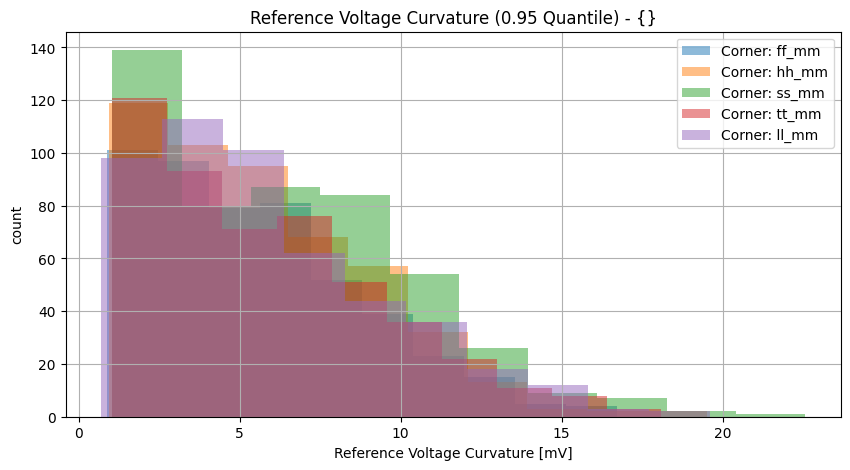 Reference Voltage Curvature (0.95 Quantile) - {}
Corner: ff_mm
Corner: hh_mm
Corner: ss_mm
Corner: tt_mm
Corner: ll_mm
140
120
100
80
60
40
20
0
count
0 5 10 15 20
Reference Voltage Curvature [mV]